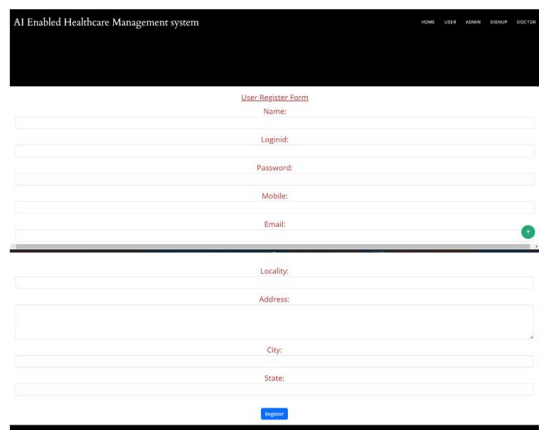 AI Enabled Healthcare Management system
HOME USER ADMIN SIGNUP DOCTOR
User Register Form
Name:
Loginid:
Password:
Mobile:
Email:
Locality:
Address:
City:
State:
Register